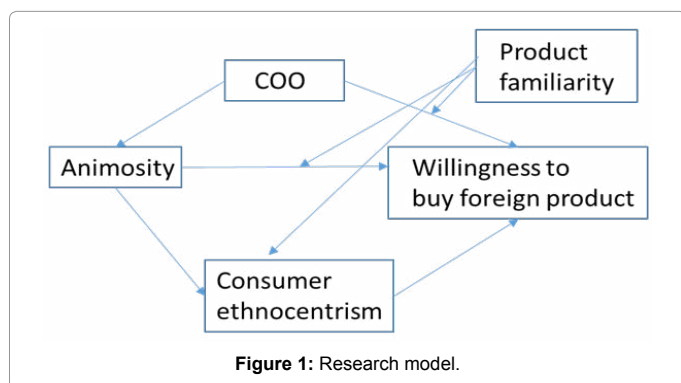 Product
familiarity
COO
Animosity
Willingness to
buy foreign product
Consumer
ethnocentrism
Figure 1: Research model.